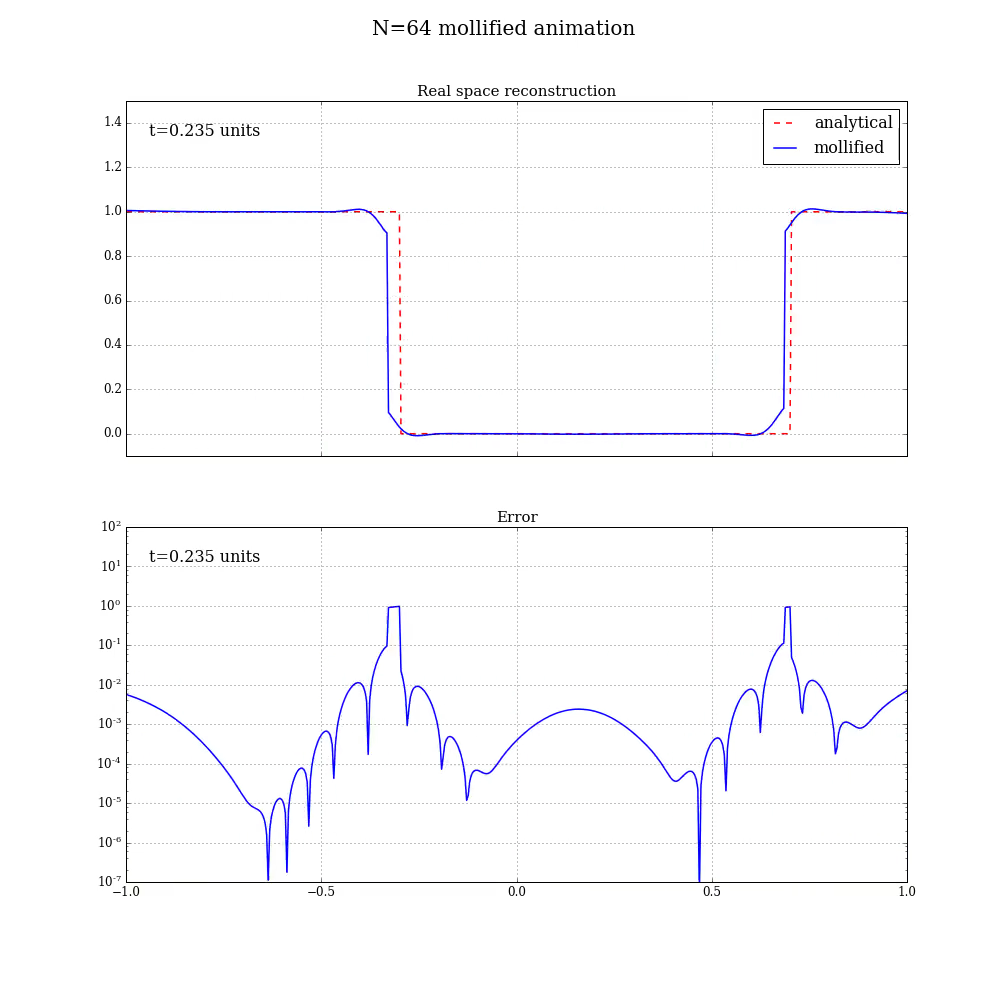 N=64 mollified animation
Real space reconstruction
t=0.235 units
analytical
mollified
1.4
1.2
1.0
0.8
0.6
0.4
0.2
0.0
Error
t=0.235 units
10²
10¹
10⁰
10⁻¹
10⁻²
10⁻³
10⁻⁴
10⁻⁵
10⁻⁶
10⁻⁷
−1.0 −0.5 0.0 0.5 1.0